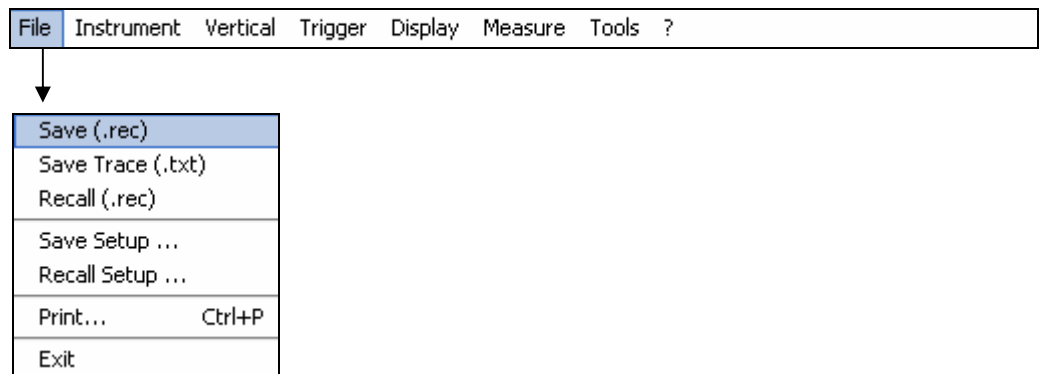 File Instrument Vertical Trigger Display Measure Tools ?
Save (.rec)
Save Trace (.txt)
Recall (.rec)
Save Setup ...
Recall Setup ...
Print... Ctrl+P
Exit